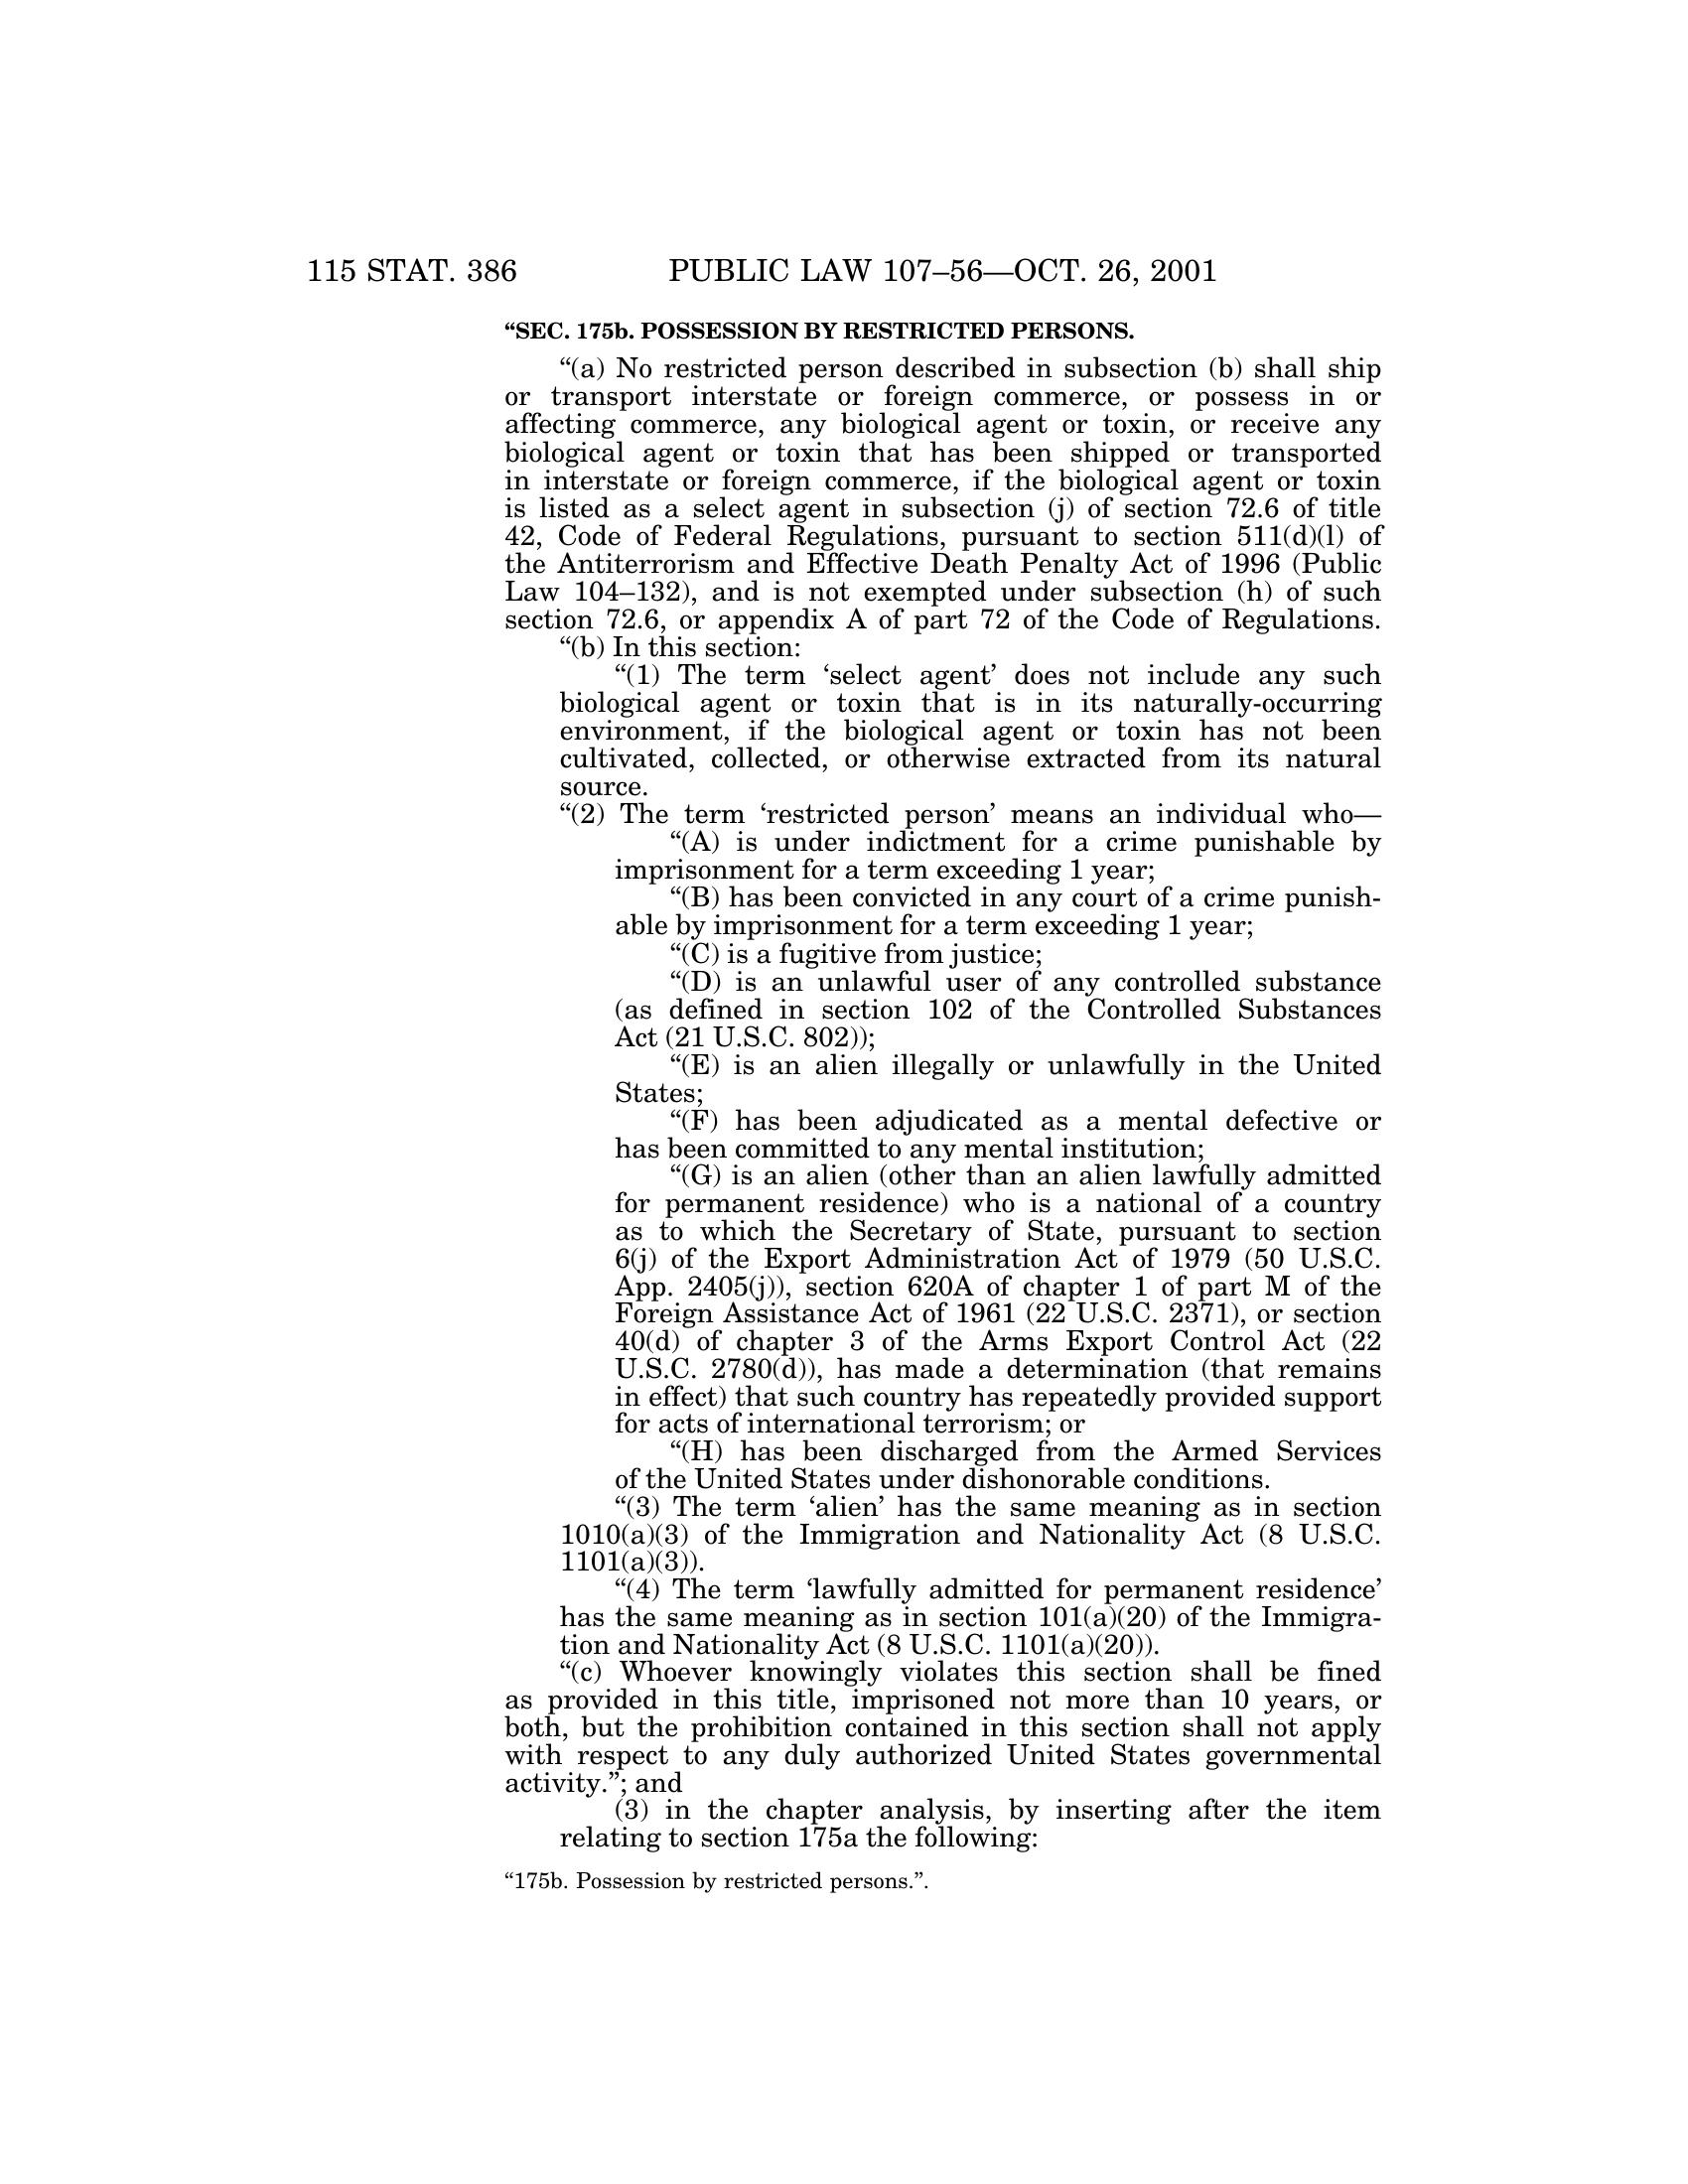 115 STAT. 386 PUBLIC LAW 107–56—OCT. 26, 2001
“SEC. 175b. POSSESSION BY RESTRICTED PERSONS.
“(a) No restricted person described in subsection (b) shall ship
or transport interstate or foreign commerce, or possess in or
affecting commerce, any biological agent or toxin, or receive any
biological agent or toxin that has been shipped or transported
in interstate or foreign commerce, if the biological agent or toxin
is listed as a select agent in subsection (j) of section 72.6 of title
42, Code of Federal Regulations, pursuant to section 511(d)(l) of
the Antiterrorism and Effective Death Penalty Act of 1996 (Public
Law 104–132), and is not exempted under subsection (h) of such
section 72.6, or appendix A of part 72 of the Code of Regulations.
“(b) In this section:
“(1) The term ‘select agent’ does not include any such
biological agent or toxin that is in its naturally-occurring
environment, if the biological agent or toxin has not been
cultivated, collected, or otherwise extracted from its natural
source.
“(2) The term ‘restricted person’ means an individual who—
“(A) is under indictment for a crime punishable by
imprisonment for a term exceeding 1 year;
“(B) has been convicted in any court of a crime punish-
able by imprisonment for a term exceeding 1 year;
“(C) is a fugitive from justice;
“(D) is an unlawful user of any controlled substance
(as defined in section 102 of the Controlled Substances
Act (21 U.S.C. 802));
“(E) is an alien illegally or unlawfully in the United
States;
“(F) has been adjudicated as a mental defective or
has been committed to any mental institution;
“(G) is an alien (other than an alien lawfully admitted
for permanent residence) who is a national of a country
as to which the Secretary of State, pursuant to section
6(j) of the Export Administration Act of 1979 (50 U.S.C.
App. 2405(j)), section 620A of chapter 1 of part M of the
Foreign Assistance Act of 1961 (22 U.S.C. 2371), or section
40(d) of chapter 3 of the Arms Export Control Act (22
U.S.C. 2780(d)), has made a determination (that remains
in effect) that such country has repeatedly provided support
for acts of international terrorism; or
“(H) has been discharged from the Armed Services
of the United States under dishonorable conditions.
“(3) The term ‘alien’ has the same meaning as in section
1010(a)(3) of the Immigration and Nationality Act (8 U.S.C.
1101(a)(3)).
“(4) The term ‘lawfully admitted for permanent residence’
has the same meaning as in section 101(a)(20) of the Immigra-
tion and Nationality Act (8 U.S.C. 1101(a)(20)).
“(c) Whoever knowingly violates this section shall be fined
as provided in this title, imprisoned not more than 10 years, or
both, but the prohibition contained in this section shall not apply
with respect to any duly authorized United States governmental
activity.”; and
(3) in the chapter analysis, by inserting after the item
relating to section 175a the following:
“175b. Possession by restricted persons.”.